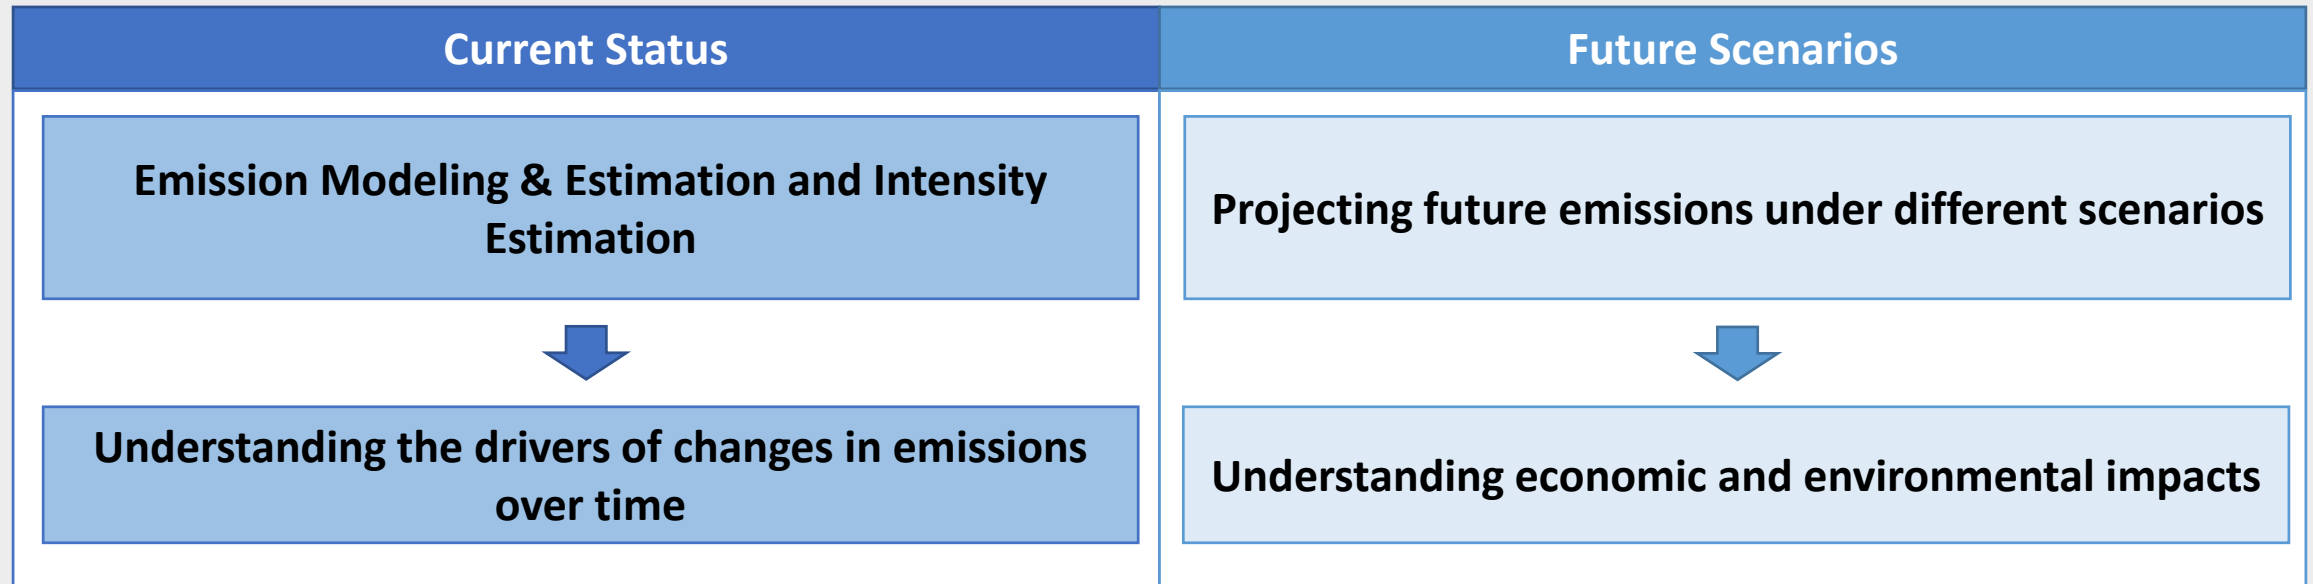 Current Status
Future Scenarios
Emission Modeling & Estimation and Intensity
Estimation
Projecting future emissions under different scenarios
Understanding the drivers of changes in emissions
over time
Understanding economic and environmental impacts